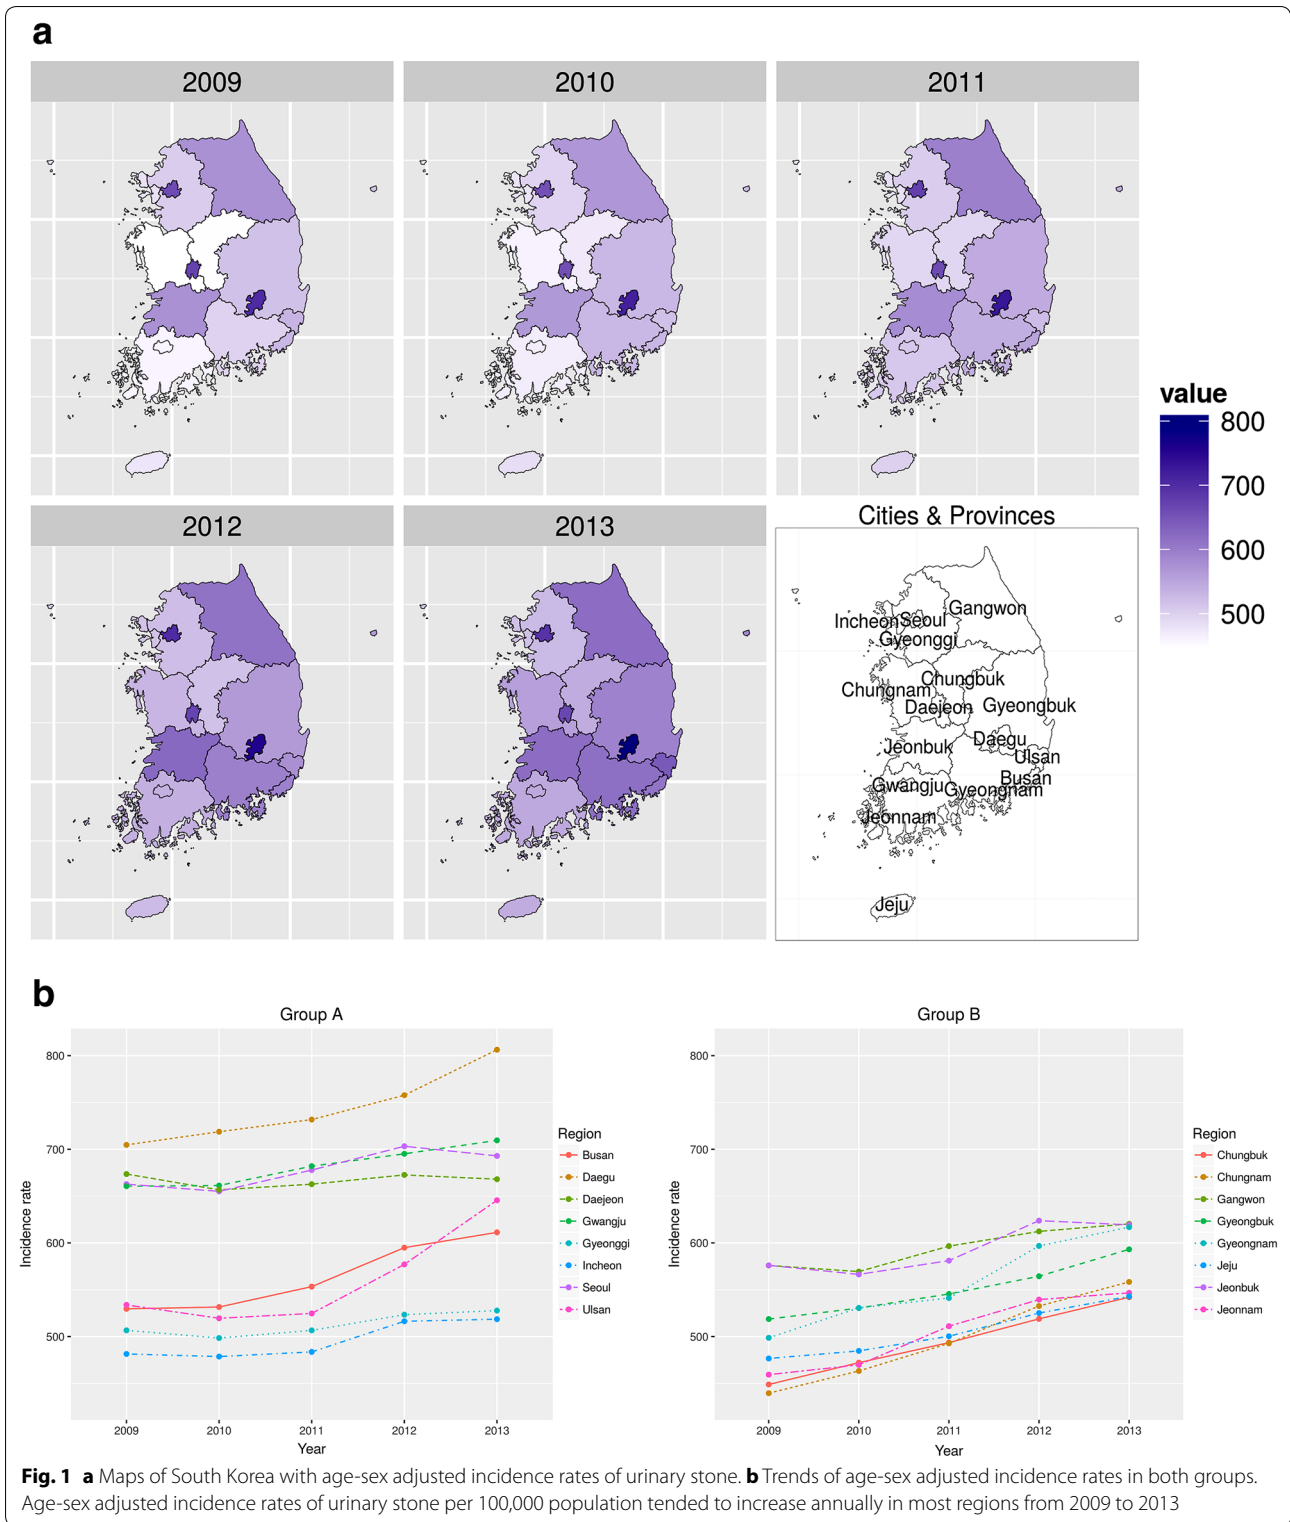 a
2009
2010
2011
value
800
700
600
500
2012
2013
Cities & Provinces
Gangwon
Incheon
Seoul
Gyeonggi
Chungbuk
Chungnam
Daejeon
Gyeongbuk
Daegu
Jeonbuk
Ulsan
Busan
Gwangju
Gyeongnam
Jeonnam
Jeju
b
Group A
800
700
600
500
Incidence rate
2009 2010 2011 2012 2013
Year
Region
Busan
Daegu
Daejeon
Gwangju
Gyeonggi
Incheon
Seoul
Ulsan
Group B
800
700
600
500
Incidence rate
2009 2010 2011 2012 2013
Year
Region
Chungbuk
Chungnam
Gangwon
Gyeongbuk
Gyeongnam
Jeju
Jeonbuk
Jeonnam
Fig. 1 a Maps of South Korea with age-sex adjusted incidence rates of urinary stone. b Trends of age-sex adjusted incidence rates in both groups.
Age-sex adjusted incidence rates of urinary stone per 100,000 population tended to increase annually in most regions from 2009 to 2013